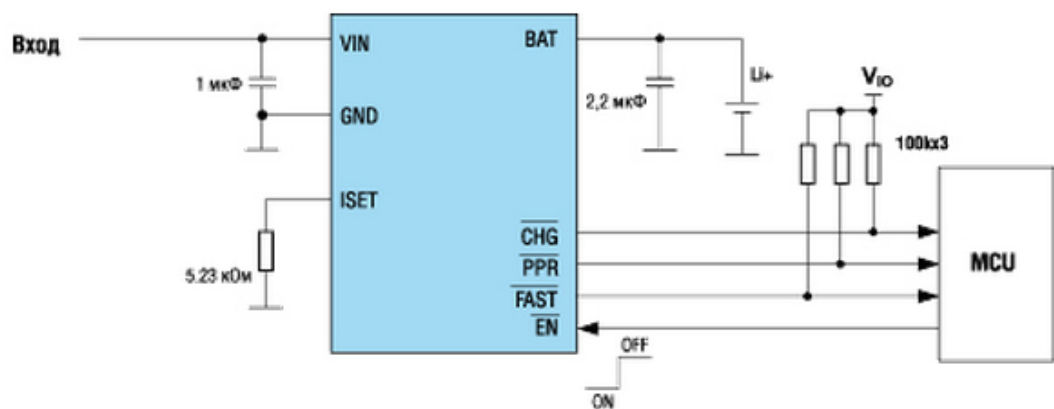 Вход
VIN
BAT
1 мкФ
GND
2,2 мкФ
Li+
VIO
100kx3
ISET
5.23 кОм
CHG
PPR
FAST
EN
MCU
OFF
ON